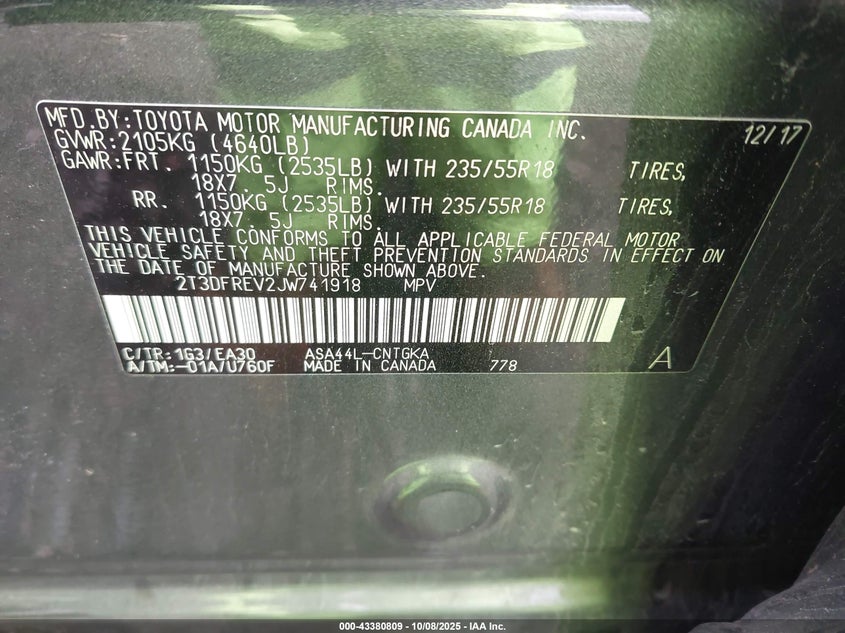 MFD.BY:TOYOTA MOTOR MANUFACTURING CANADA INC. 12/17
GVWR:2105KG (4640LB)
GAWR:FRT. 1150KG (2535LB) WITH 235/55R18 TIRES,
18X7. 5J RIMS.
RR. 1150KG (2535LB) WITH 235/55R18 TIRES,
18X7. 5J RIMS.
THIS VEHICLE CONFORMS TO ALL APPLICABLE FEDERAL MOTOR
VEHICLE SAFETY AND THEFT PREVENTION STANDARDS IN EFFECT ON
THE DATE OF MANUFACTURE SHOWN ABOVE.
2T3DFREV2JW741918 MPV
C/TR:1G3/EA30 ASA44L-CNTGKA
A/TM:-01A/U760F MADE IN CANADA 778 A
000-43380809 - 10/08/2025 - IAA Inc.